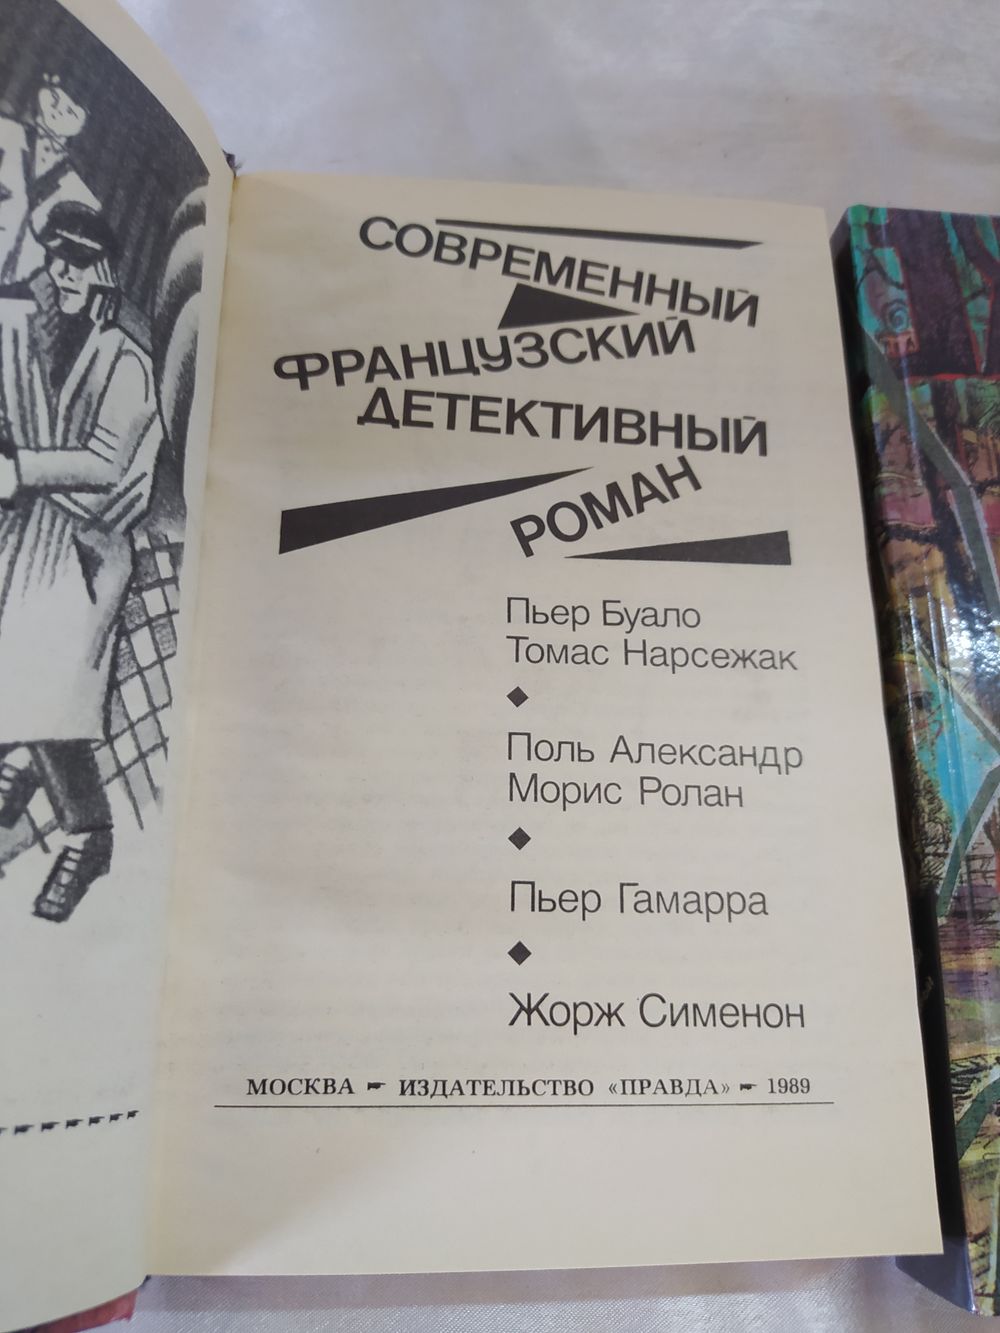 СОВРЕМЕННЫЙ
ФРАНЦУЗСКИЙ
ДЕТЕКТИВНЫЙ
РОМАН
Пьер Буало
Томас Нарсежак
Поль Александр
Морис Ролан
Пьер Гамарра
Жорж Сименон
МОСКВА ИЗДАТЕЛЬСТВО «ПРАВДА» 1989